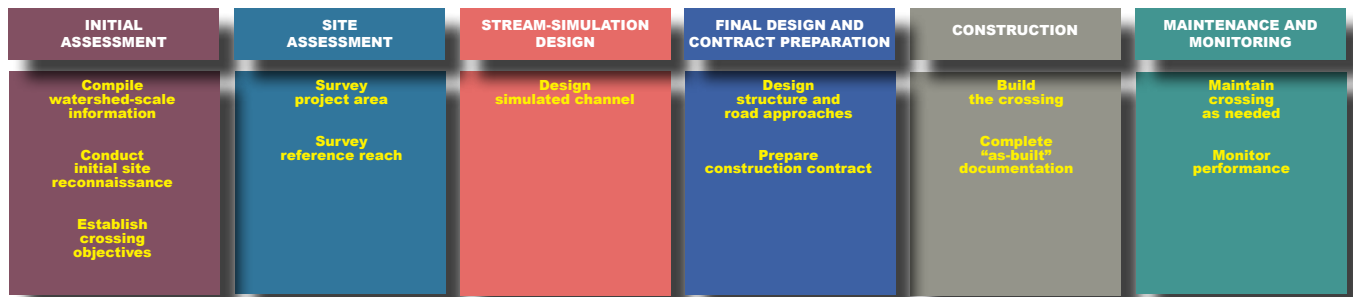 INITIAL
ASSESSMENT
Compile
watershed-scale
information
Conduct
initial site
reconnaissance
Establish
crossing
objectives
SITE
ASSESSMENT
Survey
project area
Survey
reference reach
STREAM-SIMULATION
DESIGN
Design
simulated channel
FINAL DESIGN AND
CONTRACT PREPARATION
Design
structure and
road approaches
Prepare
construction contract
CONSTRUCTION
Build
the crossing
Complete
“as-built”
documentation
MAINTENANCE AND
MONITORING
Maintain
crossing
as needed
Monitor
performance